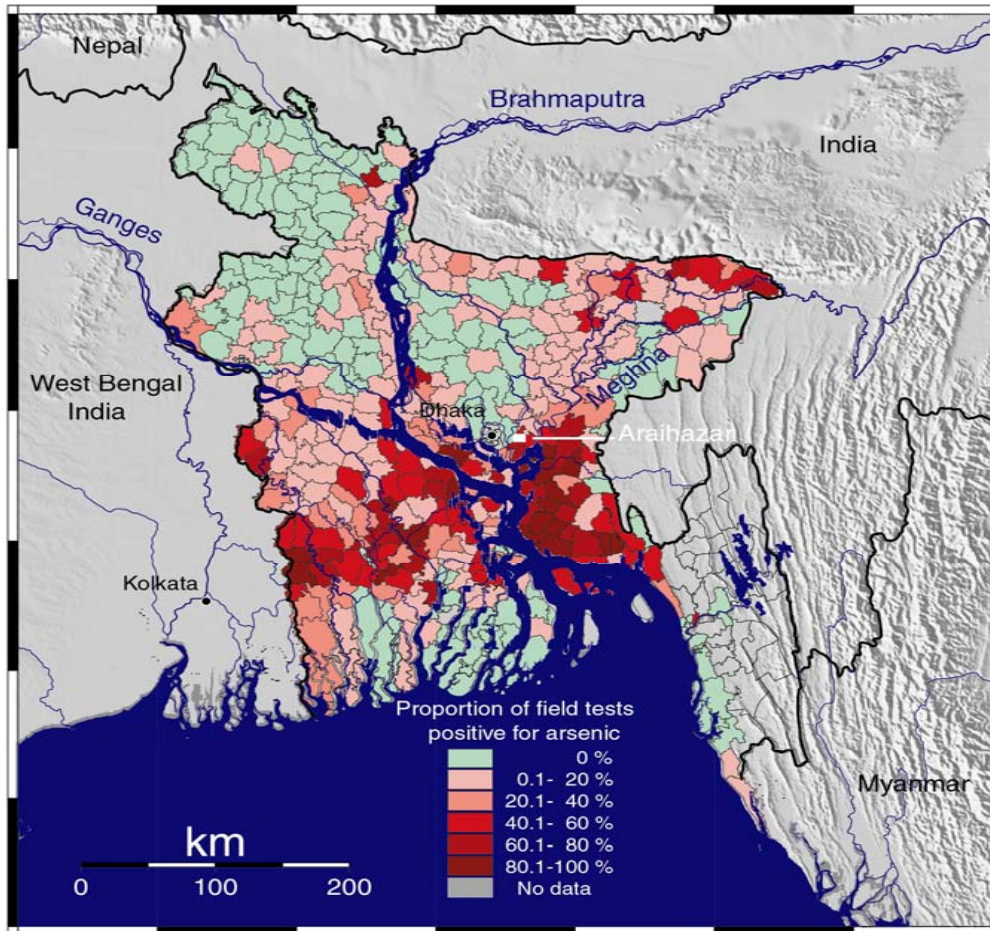 Nepal
Brahmaputra
India
Ganges
West Bengal
India
Meghna
Dhaka
Araihazar
Kolkata
Proportion of field tests
positive for arsenic
0 %
0.1- 20 %
20.1- 40 %
40.1- 60 %
60.1- 80 %
80.1-100 %
No data
Myanmar
km
0 100 200